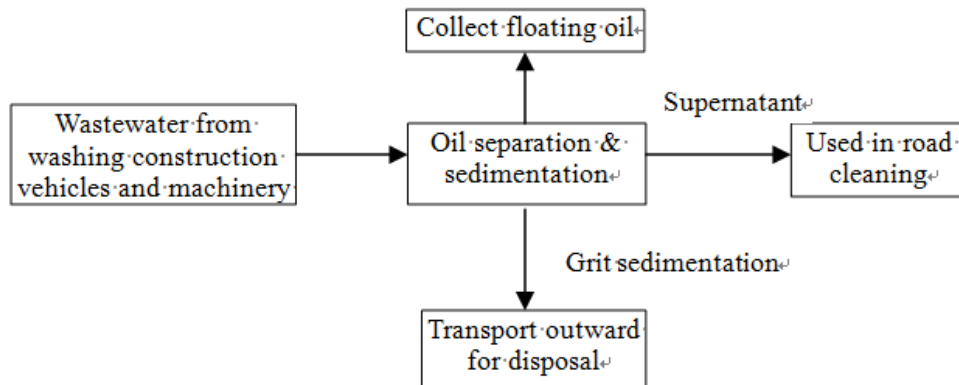 Collect floating oil
Supernatant
Wastewater from
washing construction
vehicles and machinery
Oil separation &
sedimentation
Used in road
cleaning
Grit sedimentation
Transport outward
for disposal